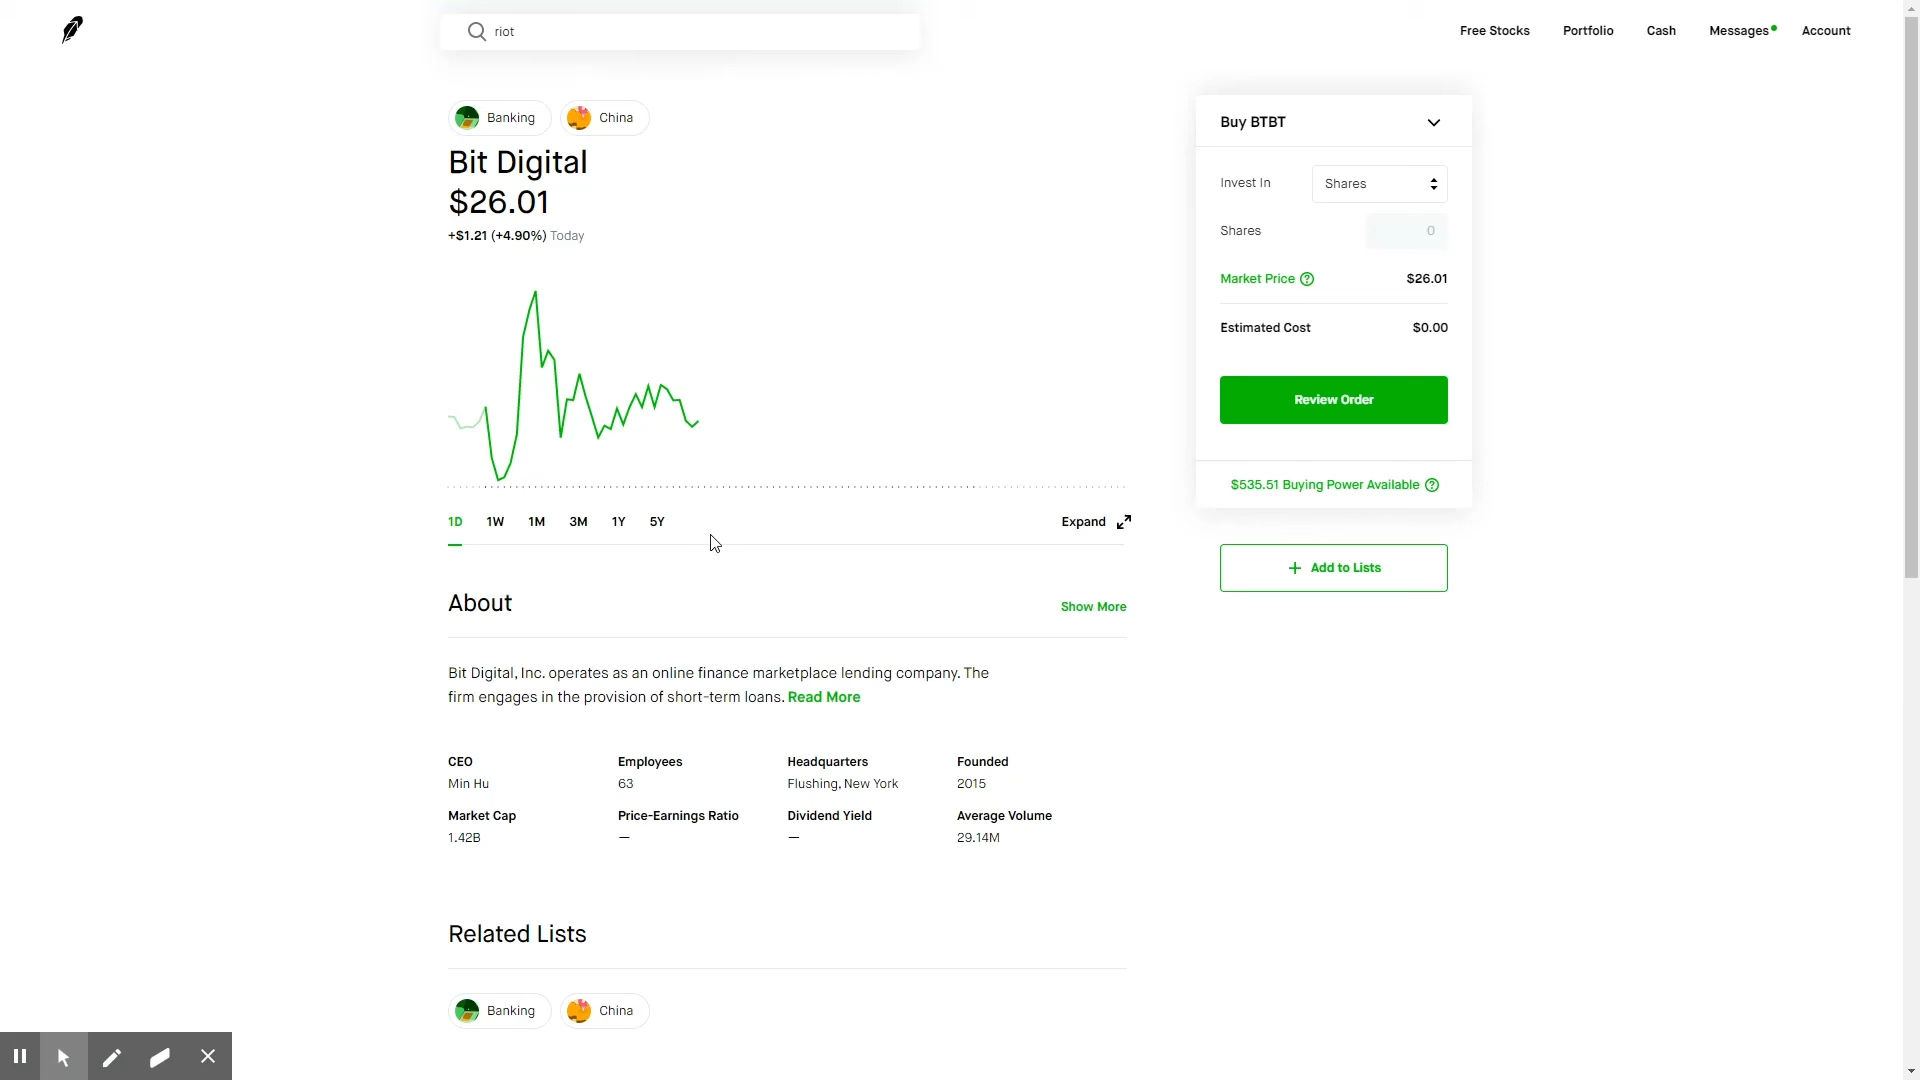 riot
Free Stocks
Portfolio
Cash
Messages
Account
Banking
China
Bit Digital
$26.01
+$1.21 (+4.90%) Today
1D
1W
1M
3M
1Y
5Y
Expand
About
Show More
Bit Digital, Inc. operates as an online finance marketplace lending company. The
firm engages in the provision of short-term loans. Read More
CEO
Employees
Headquarters
Founded
Min Hu
63
Flushing, New York
2015
Market Cap
Price-Earnings Ratio
Dividend Yield
Average Volume
1.42B
—
—
29.14M
Related Lists
Banking
China
Buy BTBT
Invest In
Shares
Shares
0
Market Price
$26.01
Estimated Cost
$0.00
Review Order
$535.51 Buying Power Available
Add to Lists